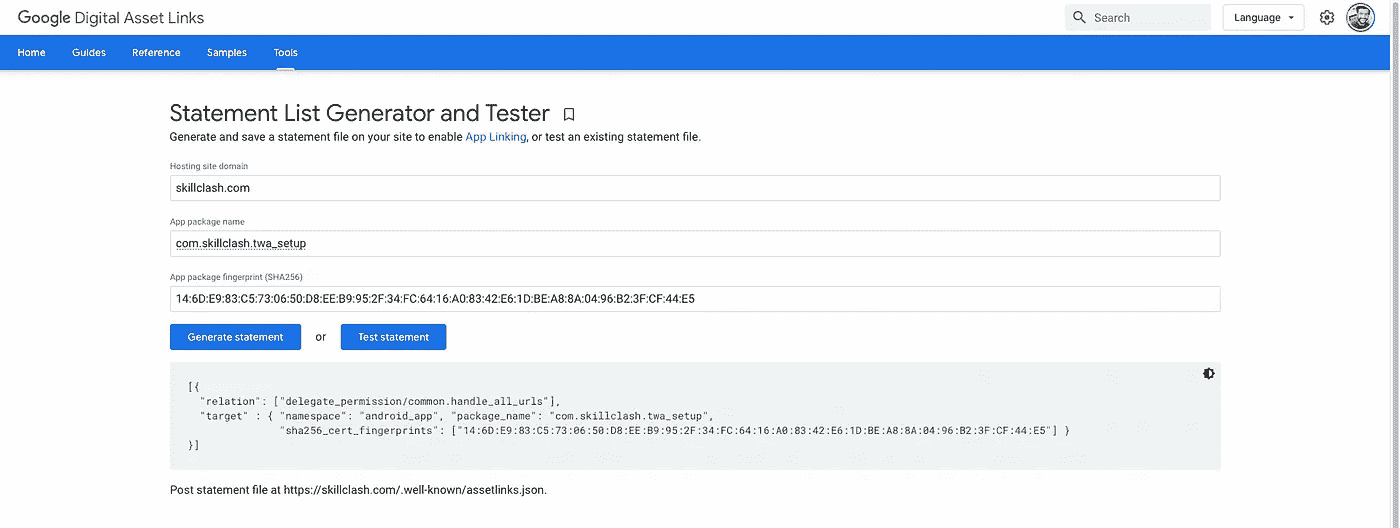 Google Digital Asset Links
Search
Language
Home Guides Reference Samples Tools
Statement List Generator and Tester
Generate and save a statement file on your site to enable App Linking, or test an existing statement file.
Hosting site domain
skillclash.com
App package name
com.skillclash.twa_setup
App package fingerprint (SHA256)
14:6D:E9:83:C5:73:06:50:D8:EE:B9:95:2F:34:FC:64:16:A0:83:42:E6:1D:BE:A8:8A:04:96:B2:3F:CF:44:E5
Generate statement or Test statement
[{
"relation": ["delegate_permission/common.handle_all_urls"],
"target" : { "namespace": "android_app", "package_name": "com.skillclash.twa_setup",
"sha256_cert_fingerprints": ["14:6D:E9:83:C5:73:06:50:D8:EE:B9:95:2F:34:FC:64:16:A0:83:42:E6:1D:BE:A8:8A:04:96:B2:3F:CF:44:E5"] }
}]
Post statement file at https://skillclash.com/.well-known/assetlinks.json.